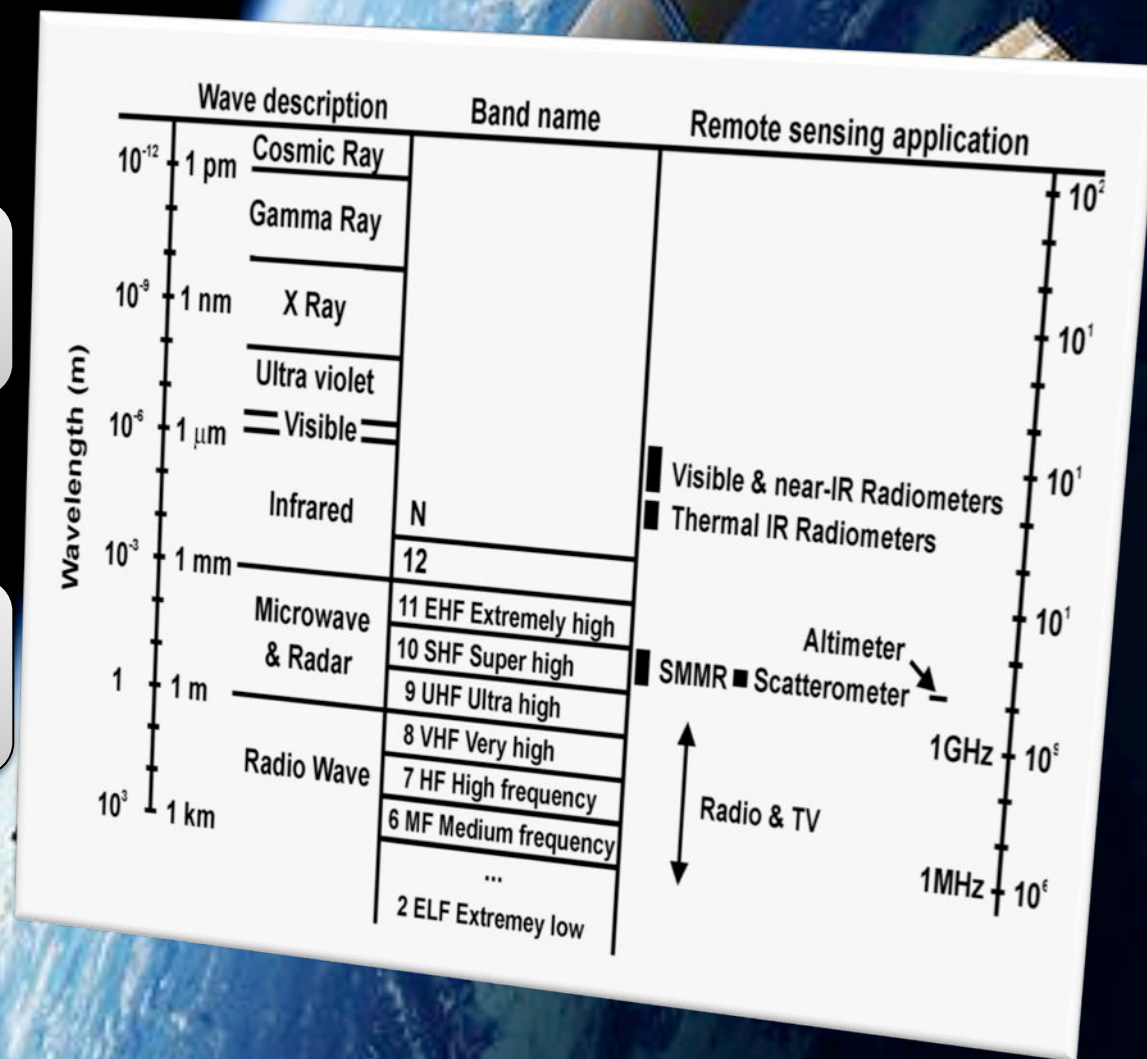 Wave description Band name Remote sensing application
10⁻¹² 1 pm Cosmic Ray 10²
Gamma Ray
10⁻⁹ 1 nm X Ray 10¹
Ultra violet
10⁻⁶ 1 μm Visible
Visible & near-IR Radiometers 10¹
Infrared N Thermal IR Radiometers
10⁻³ 1 mm 12
Microwave & Radar
11 EHF Extremely high 10¹
Altimeter
10 SHF Super high
SMMR Scatterometer
1 1 m 9 UHF Ultra high
8 VHF Very high 1GHz
Radio Wave 7 HF High frequency Radio & TV
10³ 1 km 6 MF Medium frequency
...
1MHz 10⁶
2 ELF Extremey low
Wavelength (m)